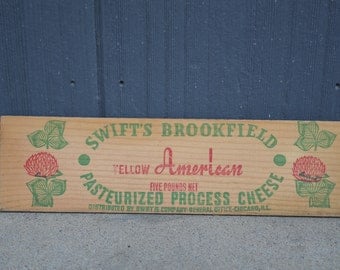 SWIFT'S BROOKFIELD
YELLOW American
FIVE POUNDS NET
PASTEURIZED PROCESS CHEESE
DISTRIBUTED BY SWIFT & COMPANY-GENERAL OFFICE-CHICAGO, ILL.